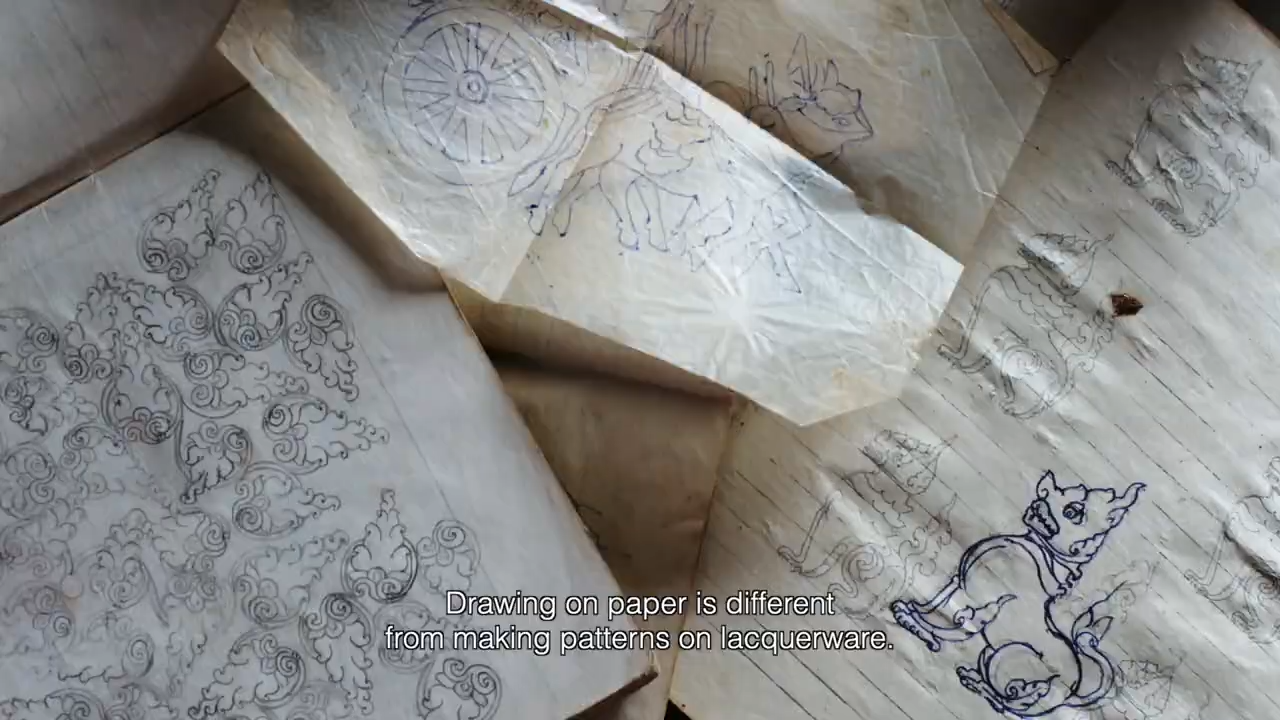 Drawing on paper is different
from making patterns on lacquerware.